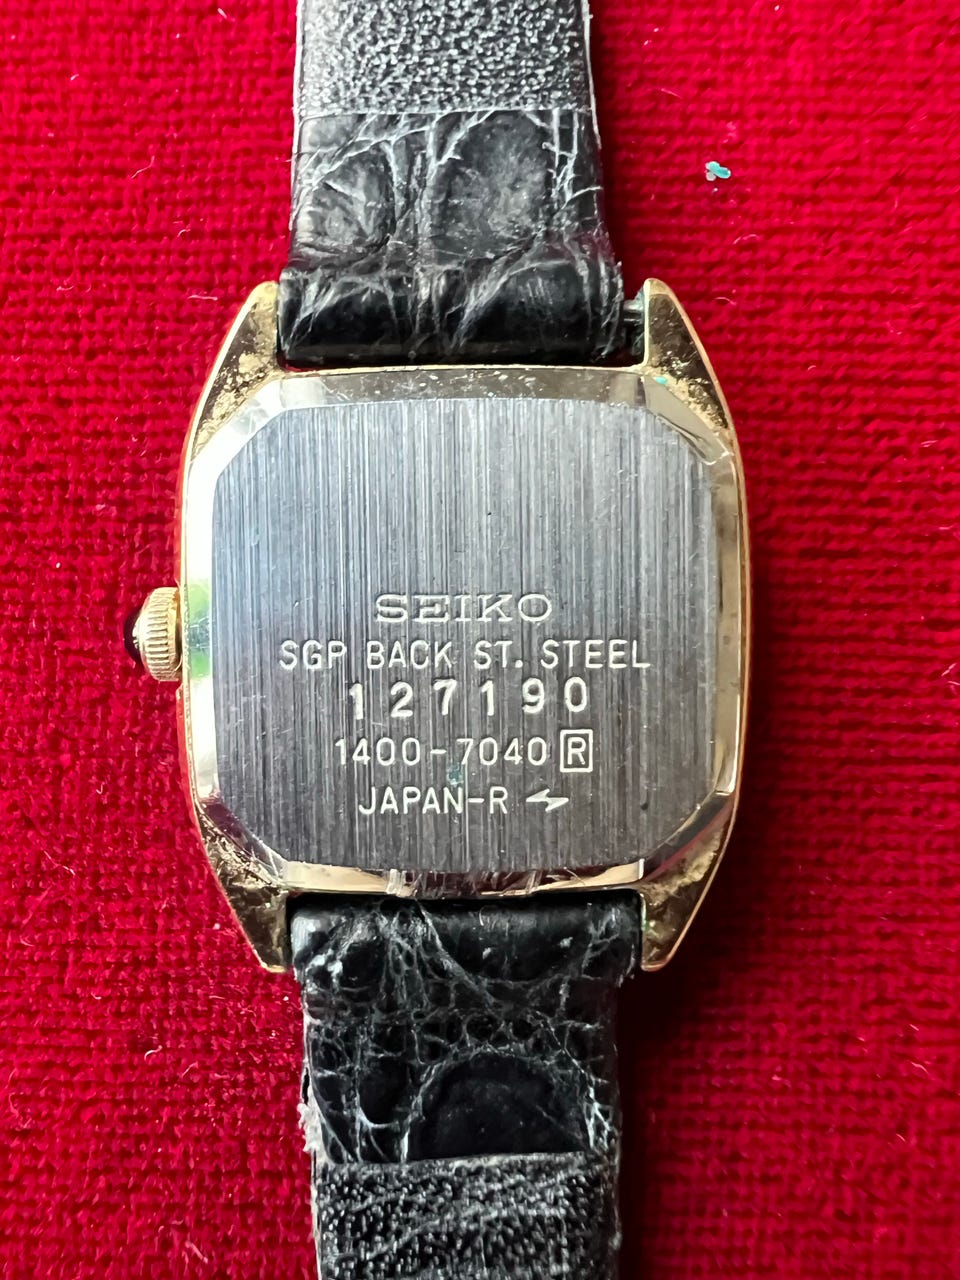 SEIKO
SGP BACK ST. STEEL
127190
1400-7040 R
JAPAN-R